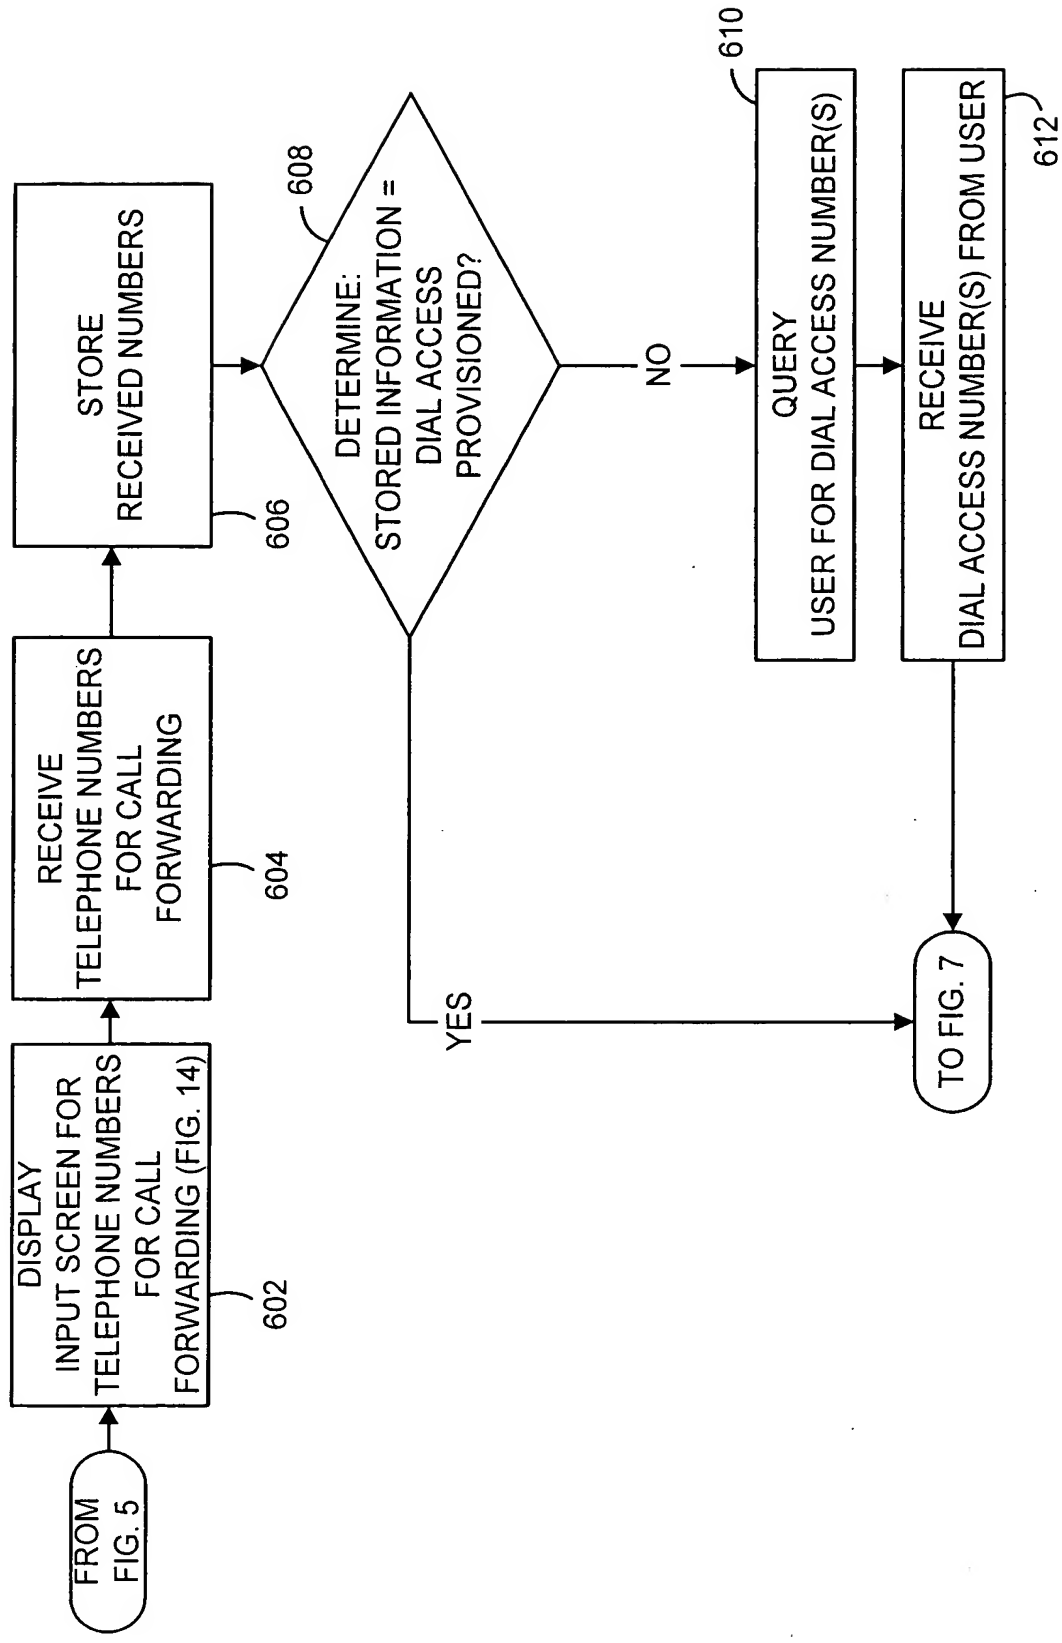 FROM
FIG. 5
DISPLAY
INPUT SCREEN FOR
TELEPHONE NUMBERS
FOR CALL
FORWARDING (FIG. 14)
602
RECEIVE
TELEPHONE NUMBERS
FOR CALL
FORWARDING
604
STORE
RECEIVED NUMBERS
606
DETERMINE:
STORED INFORMATION =
DIAL ACCESS
PROVISIONED?
608
YES
NO
QUERY
USER FOR DIAL ACCESS NUMBER(S)
610
RECEIVE
DIAL ACCESS NUMBER(S) FROM USER
612
TO FIG. 7